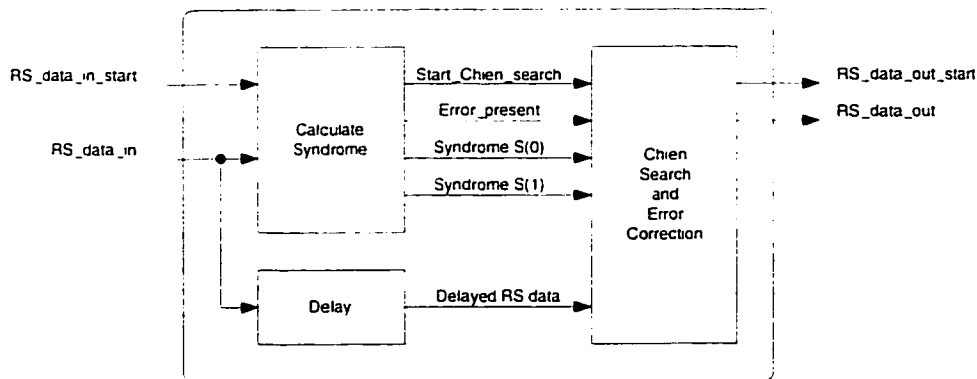 RS_data_in_start
RS_data_in
Calculate
Syndrome
Start_Chien_search
Error_present
Syndrome S(0)
Syndrome S(1)
Delay
Delayed RS data
Chien
Search
and
Error
Correction
RS_data_out_start
RS_data_out